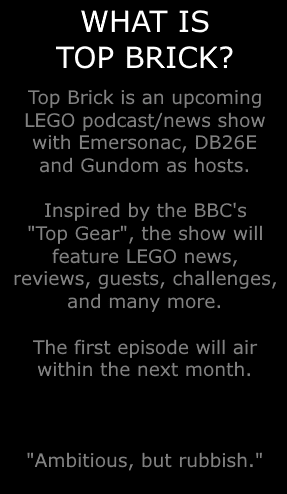 WHAT IS
TOP BRICK?
Top Brick is an upcoming
LEGO podcast/news show
with Emersonac, DB26E
and Gundom as hosts.
Inspired by the BBC's
"Top Gear", the show will
feature LEGO news,
reviews, guests, challenges,
and many more.
The first episode will air
within the next month.
"Ambitious, but rubbish."